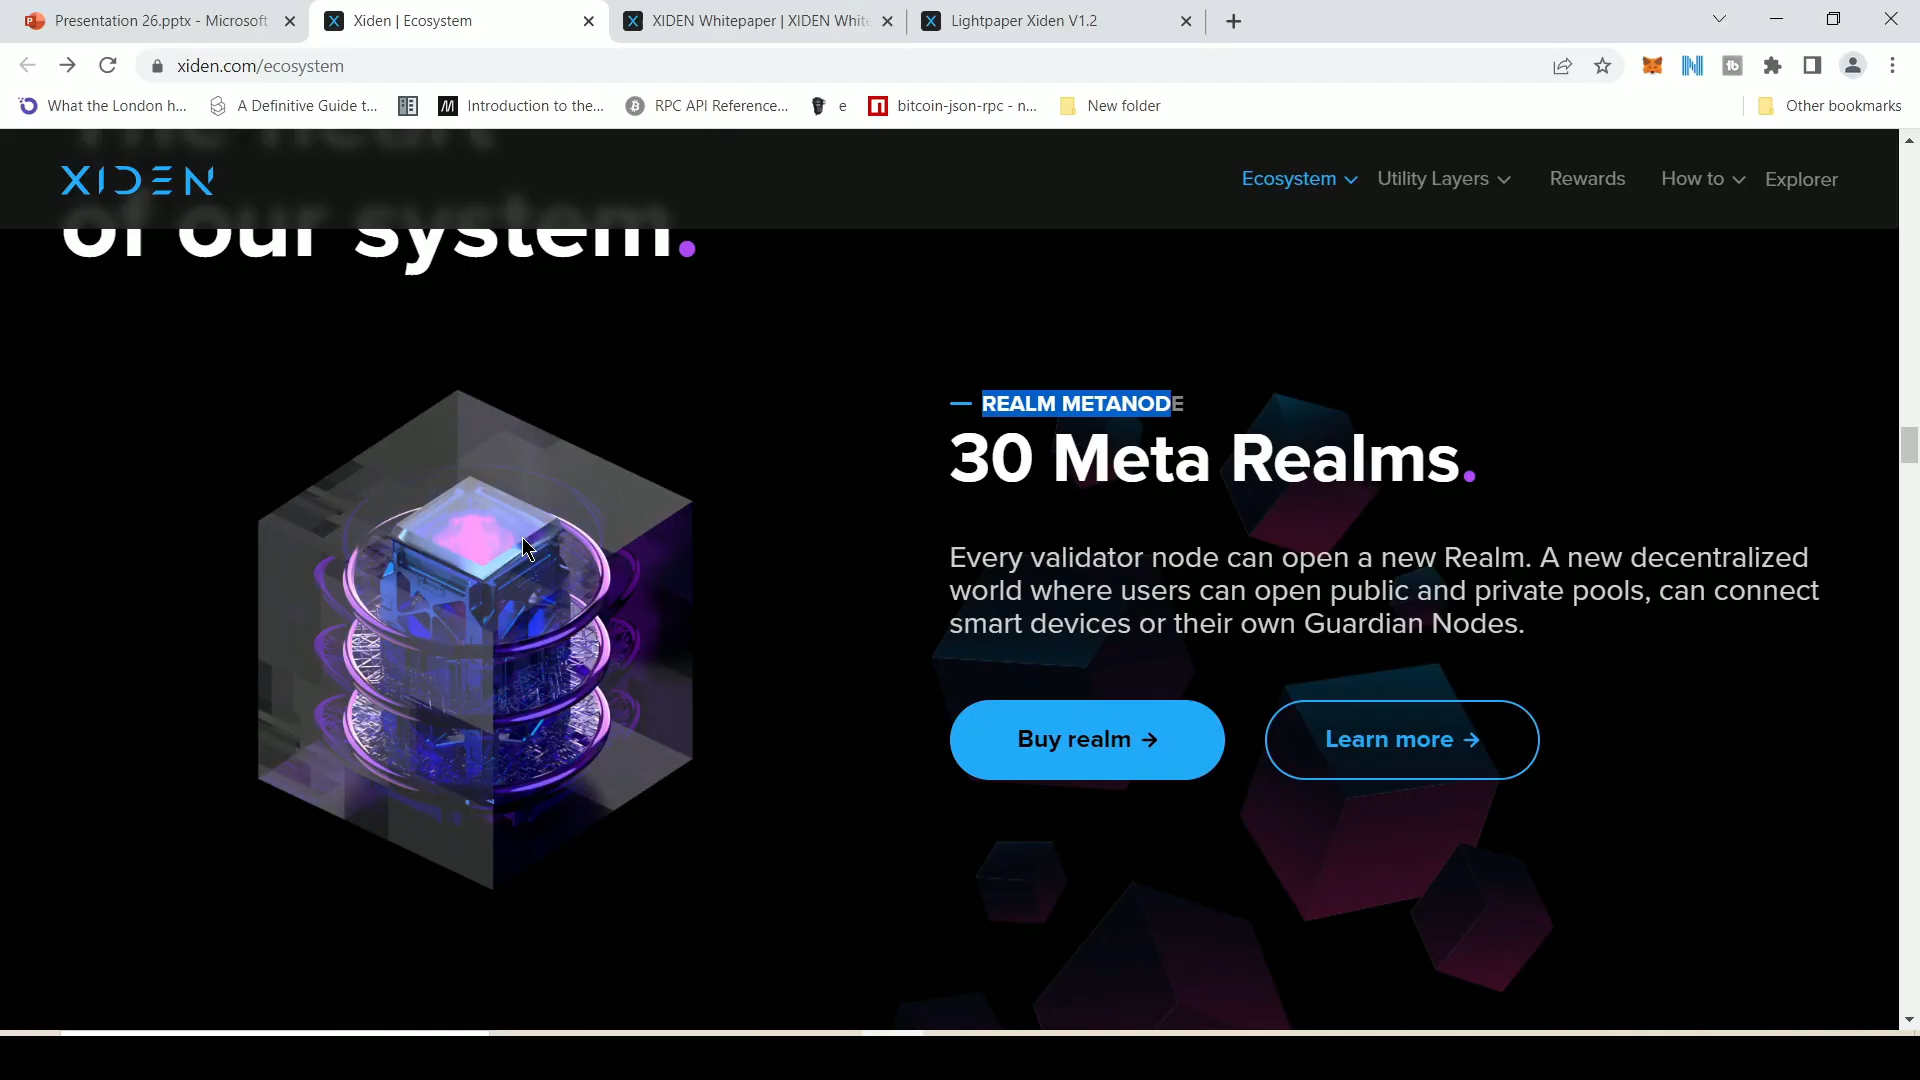 Presentation 26.pptx - Microsoft
Xiden | Ecosystem
XIDEN Whitepaper | XIDEN White
Lightpaper Xiden V1.2
xiden.com/ecosystem
What the London h...
A Definitive Guide t...
Introduction to the...
RPC API Reference...
e
bitcoin-json-rpc - n...
New folder
Other bookmarks
The heart
XIDEN
Ecosystem
Utility Layers
Rewards
How to
Explorer
of our system.
REALM METANODE
30 Meta Realms.
Every validator node can open a new Realm. A new decentralized
world where users can open public and private pools, can connect
smart devices or their own Guardian Nodes.
Buy realm →
Learn more →